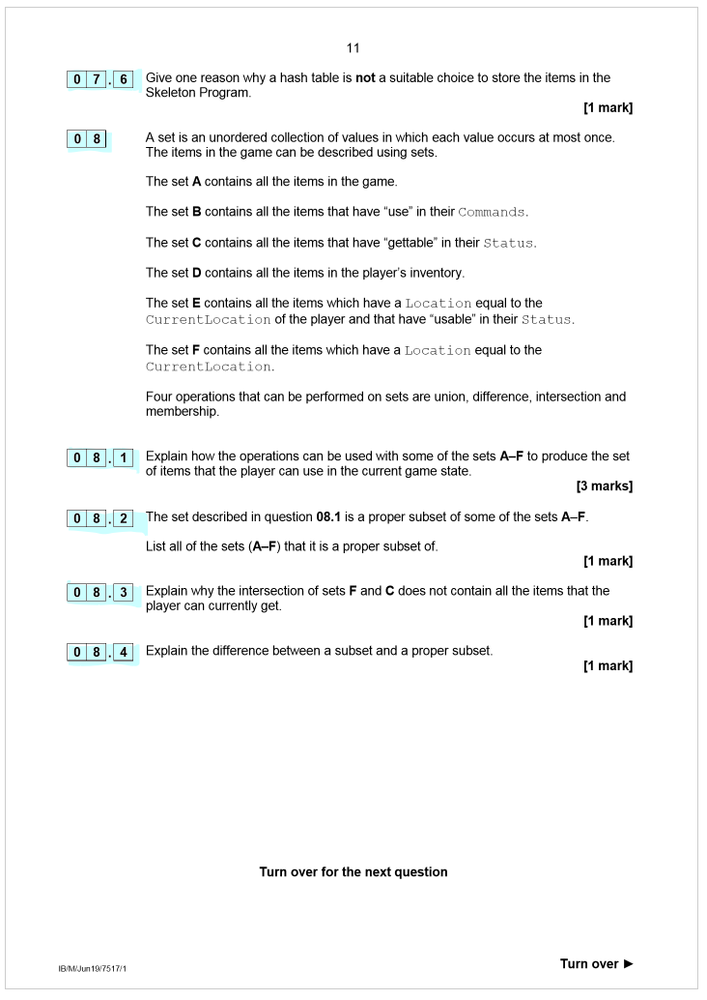 11
0 7 . 6 Give one reason why a hash table is not a suitable choice to store the items in the
Skeleton Program.
[1 mark]
0 8 A set is an unordered collection of values in which each value occurs at most once.
The items in the game can be described using sets.
The set A contains all the items in the game.
The set B contains all the items that have “use” in their Commands.
The set C contains all the items that have “gettable” in their Status.
The set D contains all the items in the player’s inventory.
The set E contains all the items which have a Location equal to the
CurrentLocation of the player and that have “usable” in their Status.
The set F contains all the items which have a Location equal to the
CurrentLocation.
Four operations that can be performed on sets are union, difference, intersection and
membership.
0 8 . 1 Explain how the operations can be used with some of the sets A–F to produce the set
of items that the player can use in the current game state.
[3 marks]
0 8 . 2 The set described in question 08.1 is a proper subset of some of the sets A–F.
List all of the sets (A–F) that it is a proper subset of.
[1 mark]
0 8 . 3 Explain why the intersection of sets F and C does not contain all the items that the
player can currently get.
[1 mark]
0 8 . 4 Explain the difference between a subset and a proper subset.
[1 mark]
Turn over for the next question
Turn over ►
IB/M/Jun19/7517/1